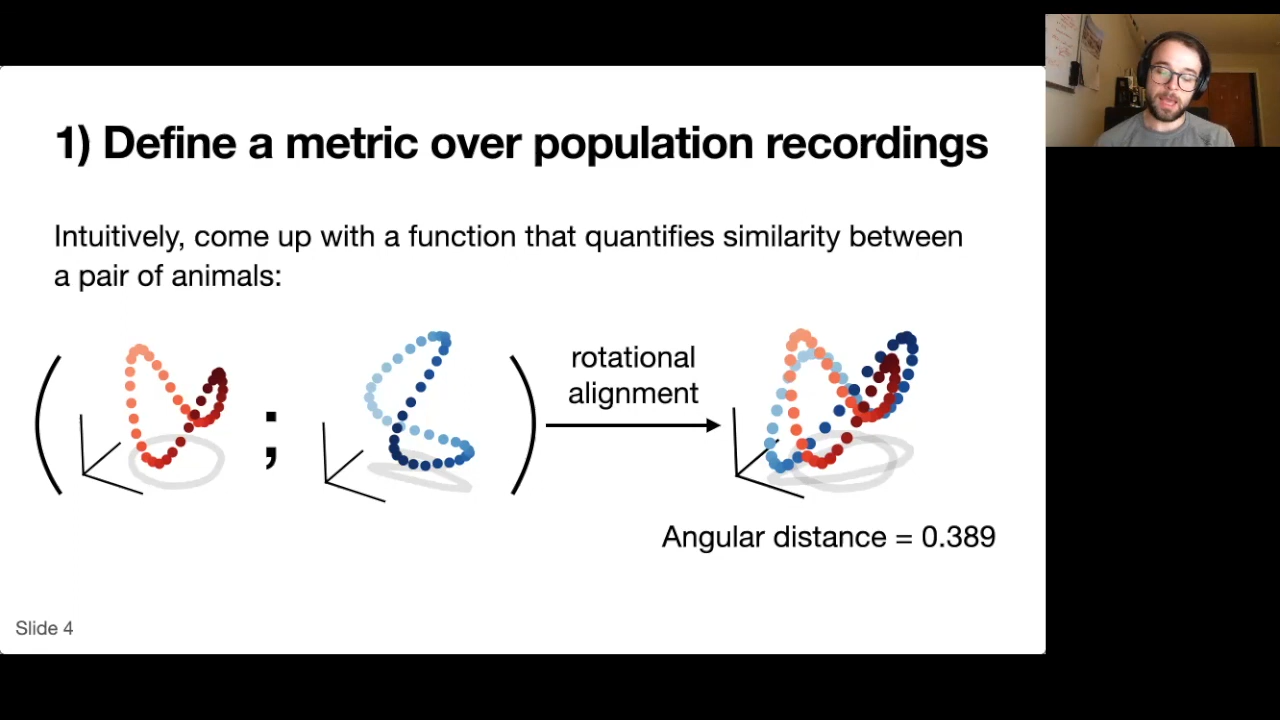 1) Define a metric over population recordings
Intuitively, come up with a function that quantifies similarity between
a pair of animals:
( ; )
rotational
alignment
Angular distance = 0.389
Slide 4